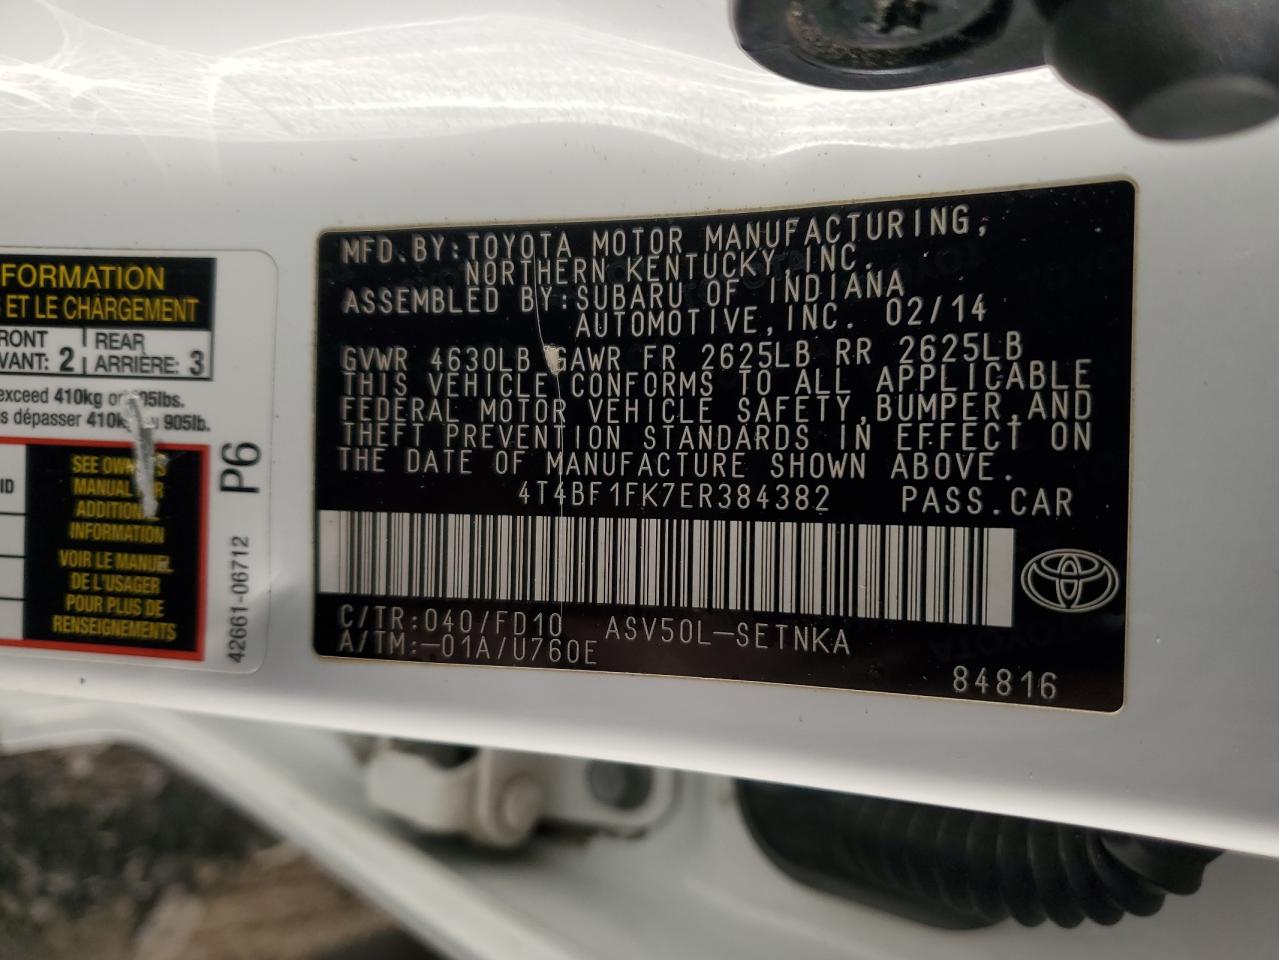 FORMATION
ET LE CHARGEMENT
RONT REAR
VANT: 2 ARRIÈRE: 3
exceed 410kg
dépasser 905lb.
SEE OWNER'S
MANUAL FOR
ADDITIONAL
INFORMATION
VOIR LE MANUEL
DE L'USAGER
POUR PLUS DE
RENSEIGNEMENTS
P6
42661-06712
MFD.BY:TOYOTA MOTOR MANUFACTURING,
NORTHERN KENTUCKY,INC.
ASSEMBLED BY:SUBARU OF INDIANA
AUTOMOTIVE,INC. 02/14
GVWR 4630LB GAWR FR 2625LB RR 2625LB
THIS VEHICLE CONFORMS TO ALL APPLICABLE
FEDERAL MOTOR VEHICLE SAFETY,BUMPER,AND
THEFT PREVENTION STANDARDS IN EFFECT ON
THE DATE OF MANUFACTURE SHOWN ABOVE.
4T4BF1FK7ER384382 PASS.CAR
C/TR:040/FD10 ASV50L-SETNKA
A/TM:-01A/U760E
84816